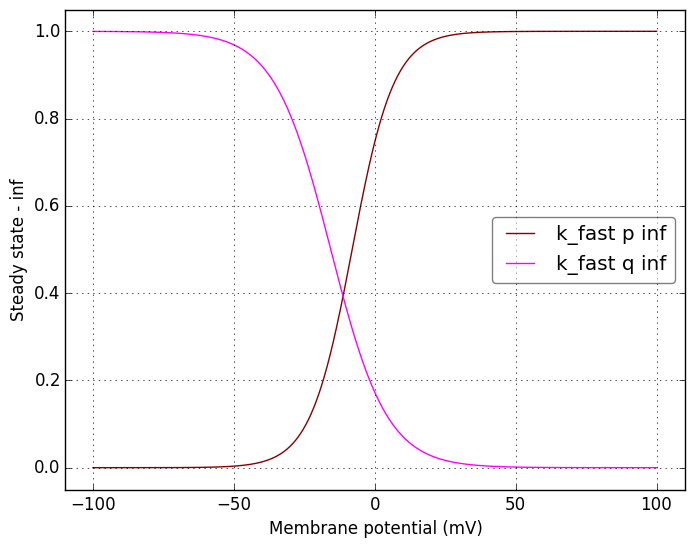 1.0
0.8
0.6
0.4
0.2
0.0
Steady state - inf
k_fast p inf
k_fast q inf
−100
−50
0
50
100
Membrane potential (mV)